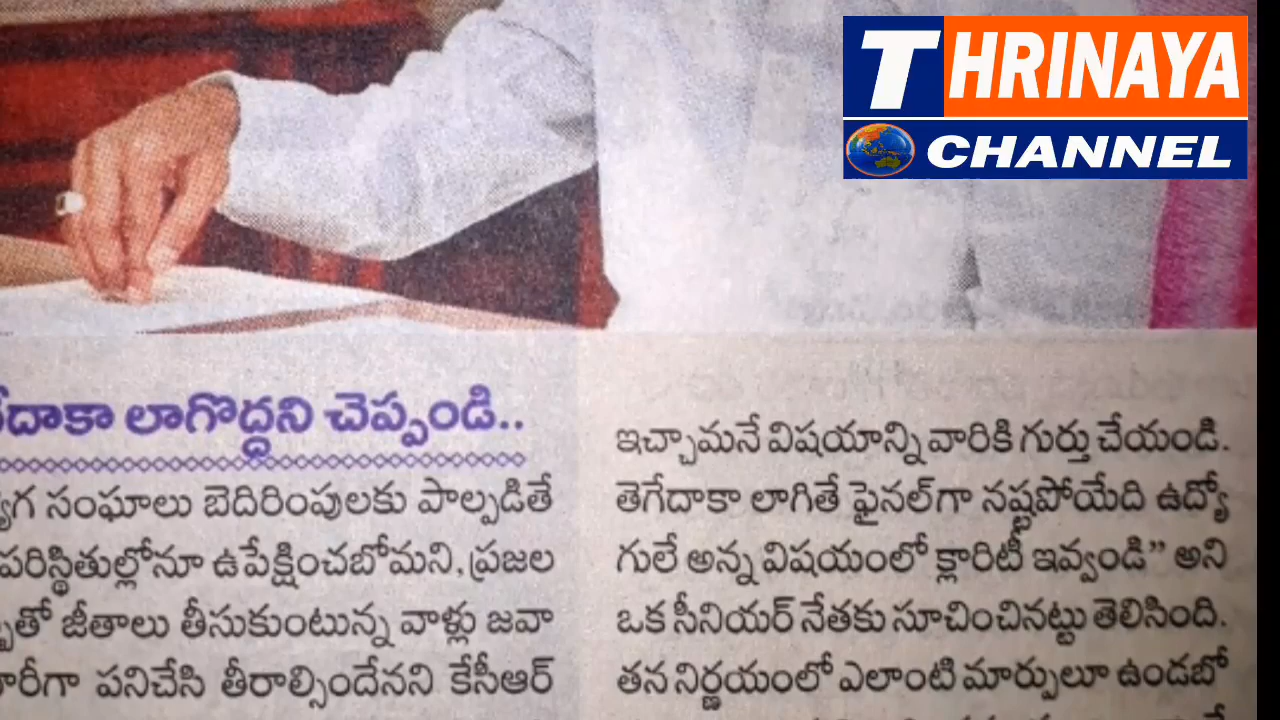 THRINAYA
CHANNEL
లాగొద్దని చెప్పండి..
సంఘాలు బెదిరింపులకు పాల్పడితే
పరిస్థితుల్లోనూ ఉపేక్షించబోమని, ప్రజల
జీతాలు తీసుకుంటున్న వాళ్లు జవా
పనిచేసి తీరాల్సిందేనని కేసీఆర్
ఇచ్చామనే విషయాన్ని వారికి గుర్తు చేయండి.
తెగేదాకా లాగితే ఫైనల్‌గా నష్టపోయేది ఉద్యో
గులే అన్న విషయంలో క్లారిటీ ఇవ్వండి” అని
ఒక సీనియర్ నేతకు సూచించినట్టు తెలిసింది.
తన నిర్ణయంలో ఎలాంటి మార్పులూ ఉండబో